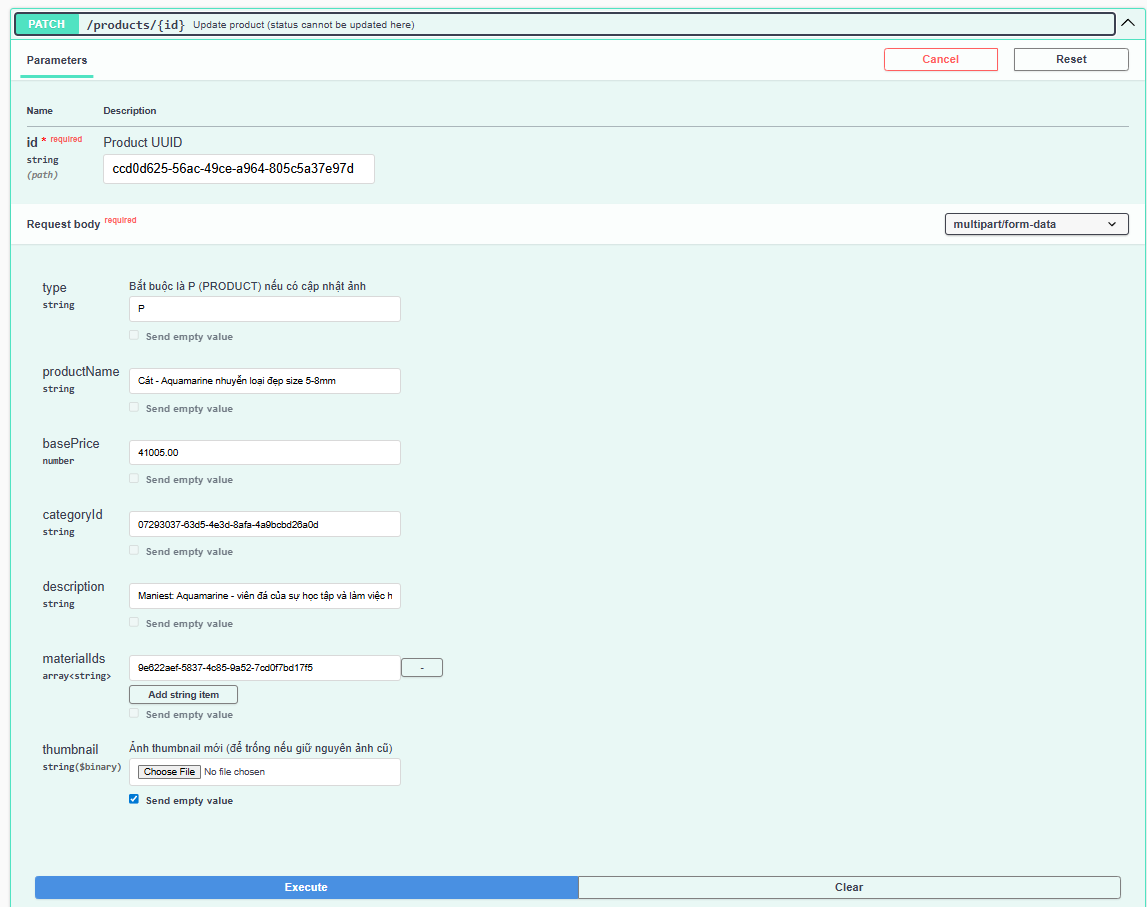 PATCH /products/{id} Update product (status cannot be updated here)
Parameters Cancel Reset
Name Description
id * required Product UUID
string
(path) ccd0d625-56ac-49ce-a964-805c5a37e97d
Request body required multipart/form-data
type Bắt buộc là P (PRODUCT) nếu có cập nhật ảnh
string P
Send empty value
productName
string Cát - Aquamarine nhuyễn loại đẹp size 5-8mm
Send empty value
basePrice
number 41005.00
Send empty value
categoryId
string 07293037-63d5-4e3d-8afa-4a9bcbd26a0d
Send empty value
description
string Maniest: Aquamarine - viên đá của sự học tập và làm việc h
Send empty value
materialIds
array<string> 9e622aef-5837-4c85-9a52-7cd0f7bd17f5 -
Add string item
Send empty value
thumbnail Ảnh thumbnail mới (để trống nếu giữ nguyên ảnh cũ)
string($binary) Choose File No file chosen
Send empty value
Execute Clear